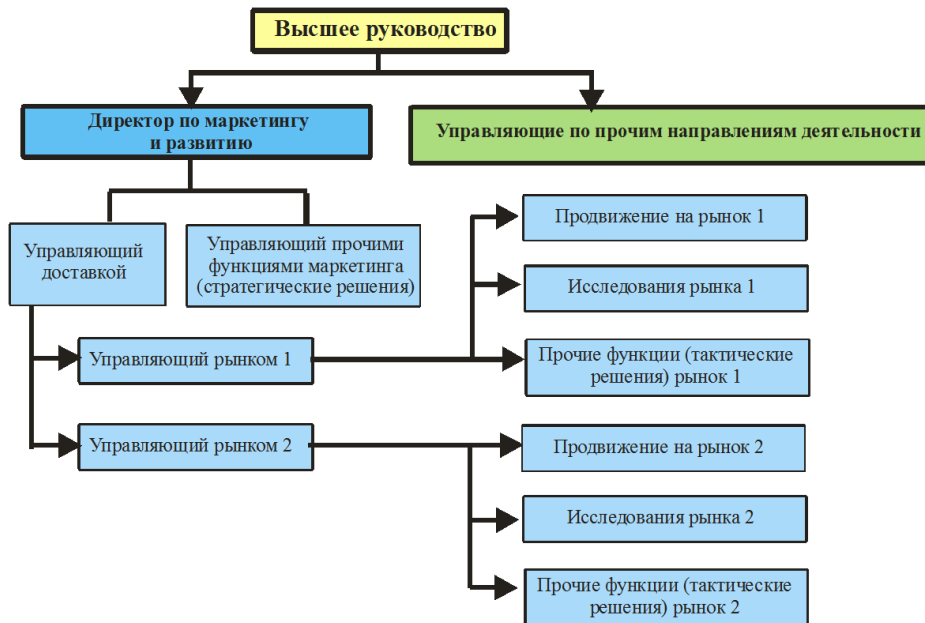 Высшее руководство
Директор по маркетингу
и развитию
Управляющие по прочим направлениям деятельности
Управляющий
доставкой
Управляющий прочими
функциями маркетинга
(стратегические решения)
Продвижение на рынок 1
Исследования рынка 1
Управляющий рынком 1
Прочие функции (тактические
решения) рынок 1
Управляющий рынком 2
Продвижение на рынок 2
Исследования рынка 2
Прочие функции (тактические
решения) рынок 2